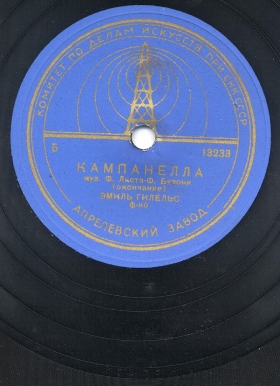 КОМИТЕТ ПО ДЕЛАМ ИСКУССТВ ПРИ СНК СССР
Б 13233
КАМПАНЕЛЛА
муз. Ф. Листа-Ф. Бузони
(окончание)
ЭМИЛЬ ГИЛЕЛЬС
ф-но
АПРЕЛЕВСКИЙ ЗАВОД